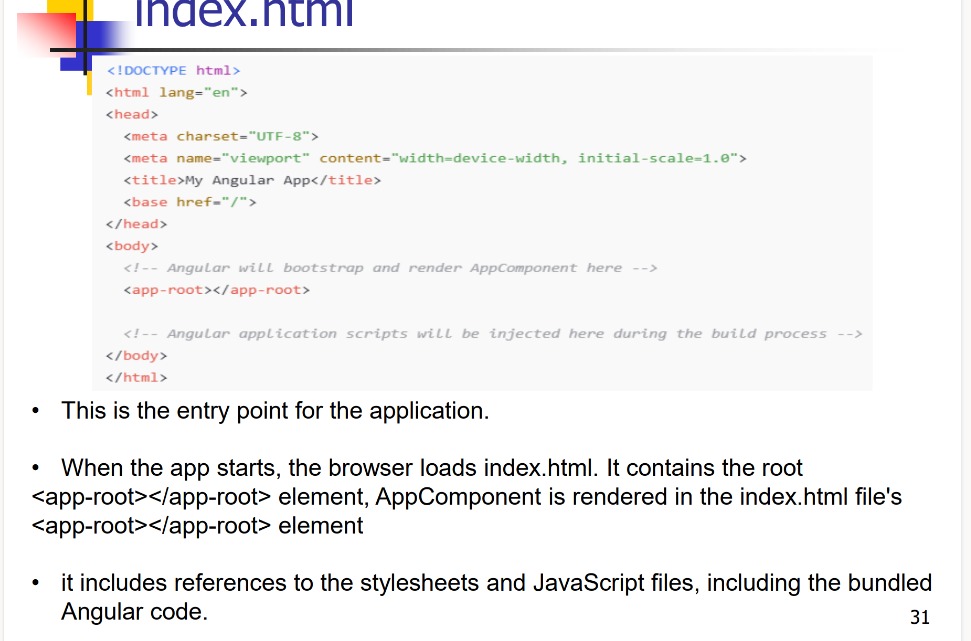 index.html
<!DOCTYPE html>
<html lang="en">
<head>
  <meta charset="UTF-8">
  <meta name="viewport" content="width=device-width, initial-scale=1.0">
  <title>My Angular App</title>
  <base href="/">
</head>
<body>
  <!-- Angular will bootstrap and render AppComponent here -->
  <app-root></app-root>

  <!-- Angular application scripts will be injected here during the build process -->
</body>
</html>
• This is the entry point for the application.
• When the app starts, the browser loads index.html. It contains the root
<app-root></app-root> element, AppComponent is rendered in the index.html file's
<app-root></app-root> element
• it includes references to the stylesheets and JavaScript files, including the bundled
Angular code.
31